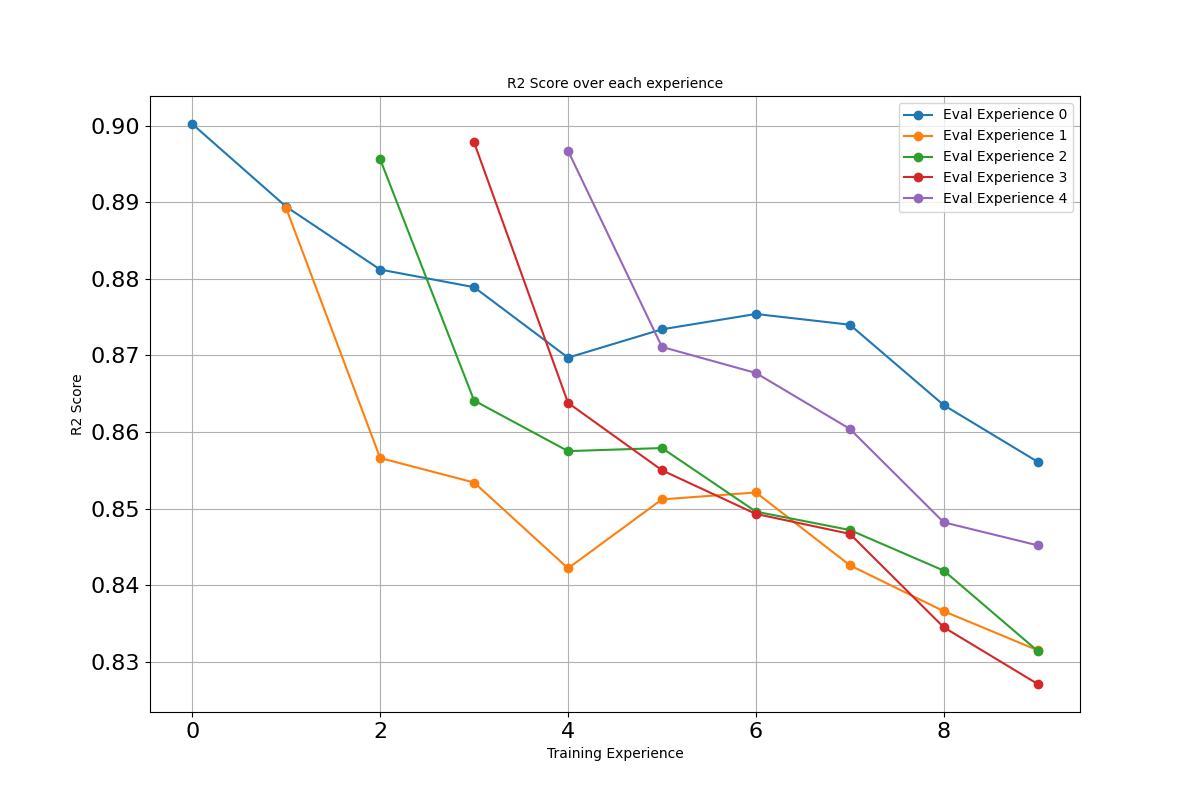 R2 Score over each experience
Eval Experience 0
Eval Experience 1
Eval Experience 2
Eval Experience 3
Eval Experience 4
0.90
0.89
0.88
0.87
0.86
0.85
0.84
0.83
R2 Score
0 2 4 6 8
Training Experience